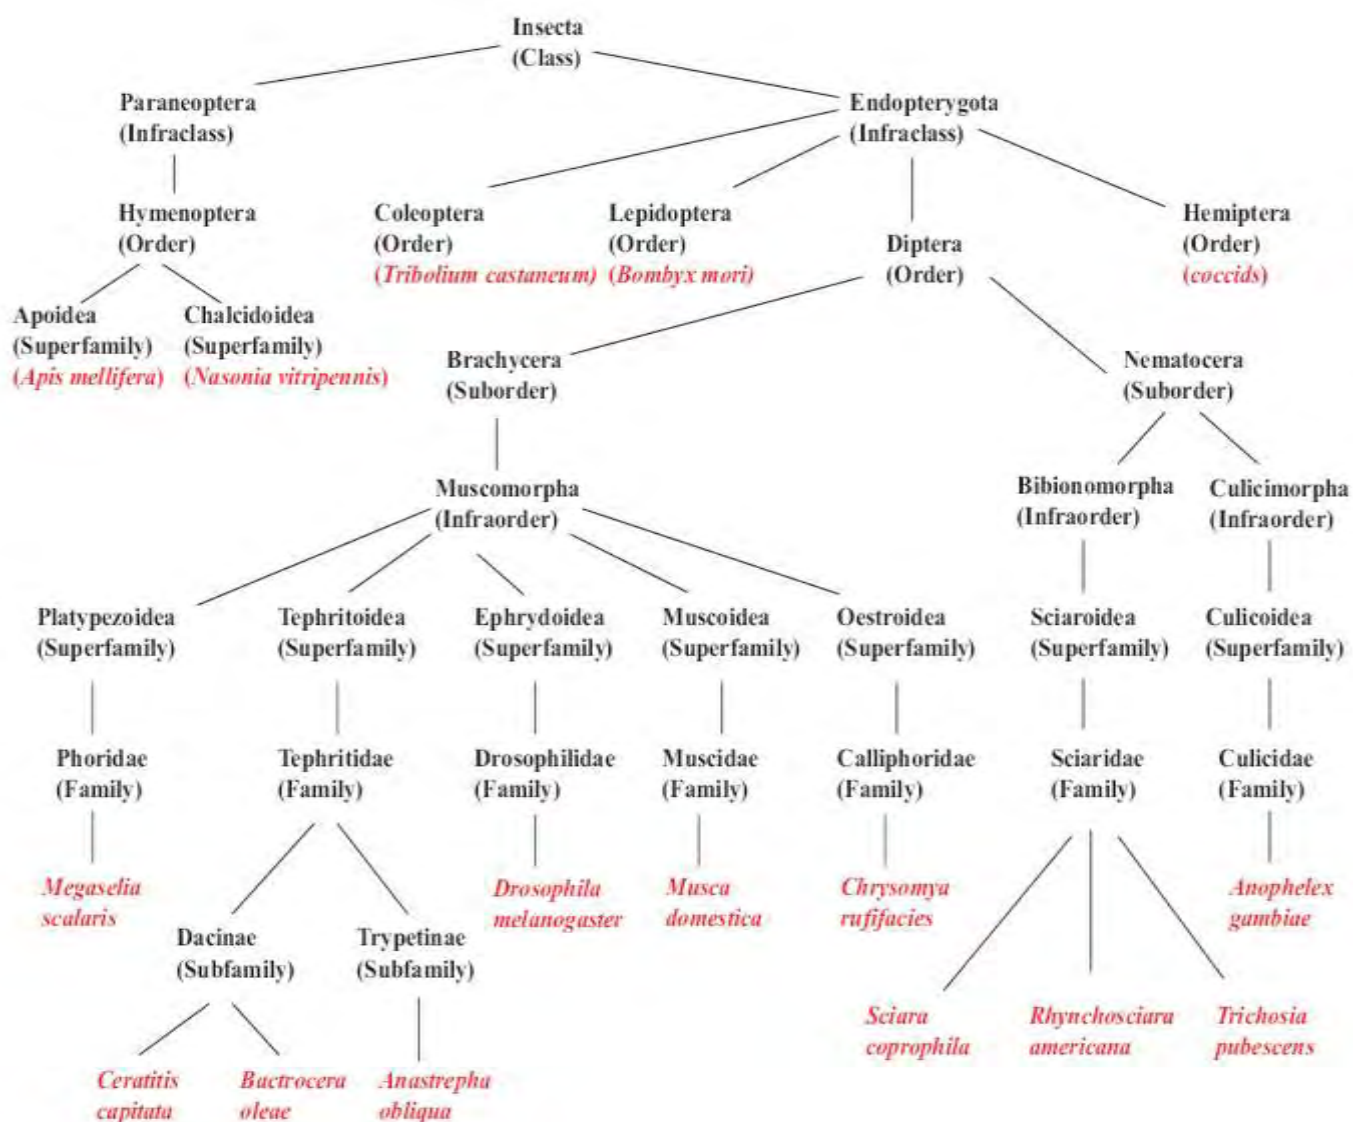 Insecta
(Class)
Paraneoptera
(Infraclass)
Endopterygota
(Infraclass)
Hymenoptera
(Order)
Coleoptera
(Order)
(Tribolium castaneum)
Lepidoptera
(Order)
(Bombyx mori)
Diptera
(Order)
Hemiptera
(Order)
(coccids)
Apoidea
(Superfamily)
(Apis mellifera)
Chalcidoidea
(Superfamily)
(Nasonia vitripennis)
Brachycera
(Suborder)
Nematocera
(Suborder)
Muscomorpha
(Infraorder)
Bibionomorpha
(Infraorder)
Culicimorpha
(Infraorder)
Platypezoidea
(Superfamily)
Tephritoidea
(Superfamily)
Ephrydoidea
(Superfamily)
Muscoidea
(Superfamily)
Oestroidea
(Superfamily)
Sciaroidea
(Superfamily)
Culicoidea
(Superfamily)
Phoridae
(Family)
Tephritidae
(Family)
Drosophilidae
(Family)
Muscidae
(Family)
Calliphoridae
(Family)
Sciaridae
(Family)
Culicidae
(Family)
Megaselia
scalaris
Drosophila
melanogaster
Musca
domestica
Chrysomya
rufifacies
Anophelex
gambiae
Dacinae
(Subfamily)
Trypetinae
(Subfamily)
Sciara
coprophila
Rhynchosciara
americana
Trichosia
pubescens
Ceratitis
capitata
Bactrocera
oleae
Anastrepha
obliqua